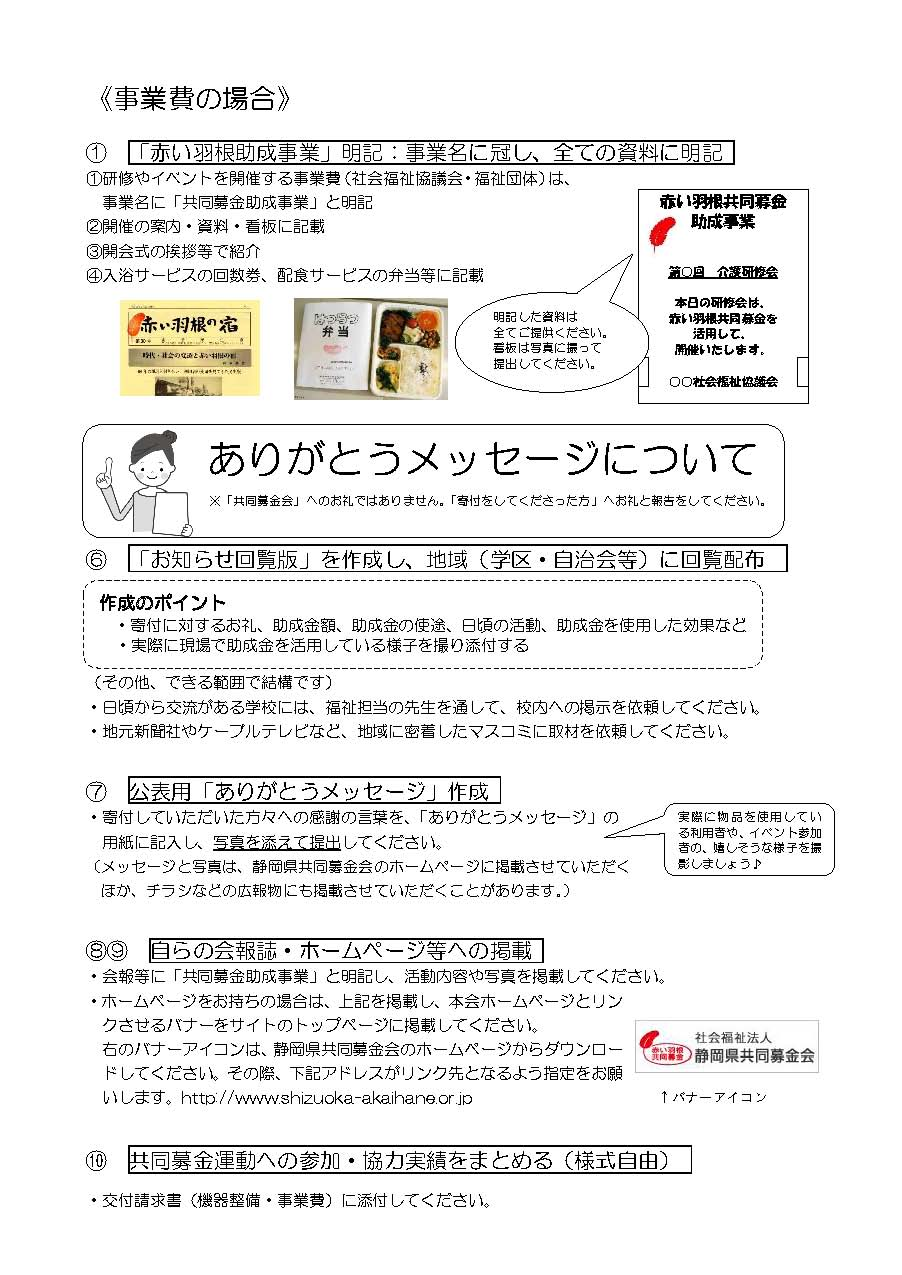 《事業費の場合》
① 「赤い羽根助成事業」明記：事業名に冠し、全ての資料に明記
①研修やイベントを開催する事業費（社会福祉協議会・福祉団体）は、
事業名に「共同募金助成事業」と明記
②開催の案内・資料・看板に記載
③開会式の挨拶等で紹介
④入浴サービスの回数券、配食サービスの弁当等に記載
赤い羽根の宿
時代・社会の変遷と赤い羽根の宿
はつらつ
弁当
明記した資料は
全てご提供ください。
看板は写真に撮って
提出してください。
赤い羽根共同募金
助成事業
第〇回　介護研修会
本日の研修会は、
赤い羽根共同募金を
活用して、
開催いたします。
〇〇社会福祉協議会
ありがとうメッセージについて
※「共同募金会」へのお礼ではありません。「寄付をしてくださった方」へお礼と報告をしてください。
⑥ 「お知らせ回覧版」を作成し、地域（学区・自治会等）に回覧配布
作成のポイント
・寄付に対するお礼、助成金額、助成金の使途、日頃の活動、助成金を使用した効果など
・実際に現場で助成金を活用している様子を撮り添付する
（その他、できる範囲で結構です）
・日頃から交流がある学校には、福祉担当の先生を通して、校内への掲示を依頼してください。
・地元新聞社やケーブルテレビなど、地域に密着したマスコミに取材を依頼してください。
⑦ 公表用「ありがとうメッセージ」作成
・寄付していただいた方々への感謝の言葉を、「ありがとうメッセージ」の
用紙に記入し、写真を添えて提出してください。
（メッセージと写真は、静岡県共同募金会のホームページに掲載させていただく
ほか、チラシなどの広報物にも掲載させていただくことがあります。）
実際に物品を使用してい
る利用者や、イベント参加
者の、嬉しそうな様子を撮
影しましょう♪
⑧⑨ 自らの会報誌・ホームページ等への掲載
・会報等に「共同募金助成事業」と明記し、活動内容や写真を掲載してください。
・ホームページをお持ちの場合は、上記を掲載し、本会ホームページとリン
クさせるバナーをサイトのトップページに掲載してください。
右のバナーアイコンは、静岡県共同募金会のホームページからダウンロー
ドしてください。その際、下記アドレスがリンク先となるよう指定をお願
いします。http://www.shizuoka-akaihane.or.jp
赤い羽根
共同募金
社会福祉法人
静岡県共同募金会
↑バナーアイコン
⑩ 共同募金運動への参加・協力実績をまとめる（様式自由）
・交付請求書（機器整備・事業費）に添付してください。